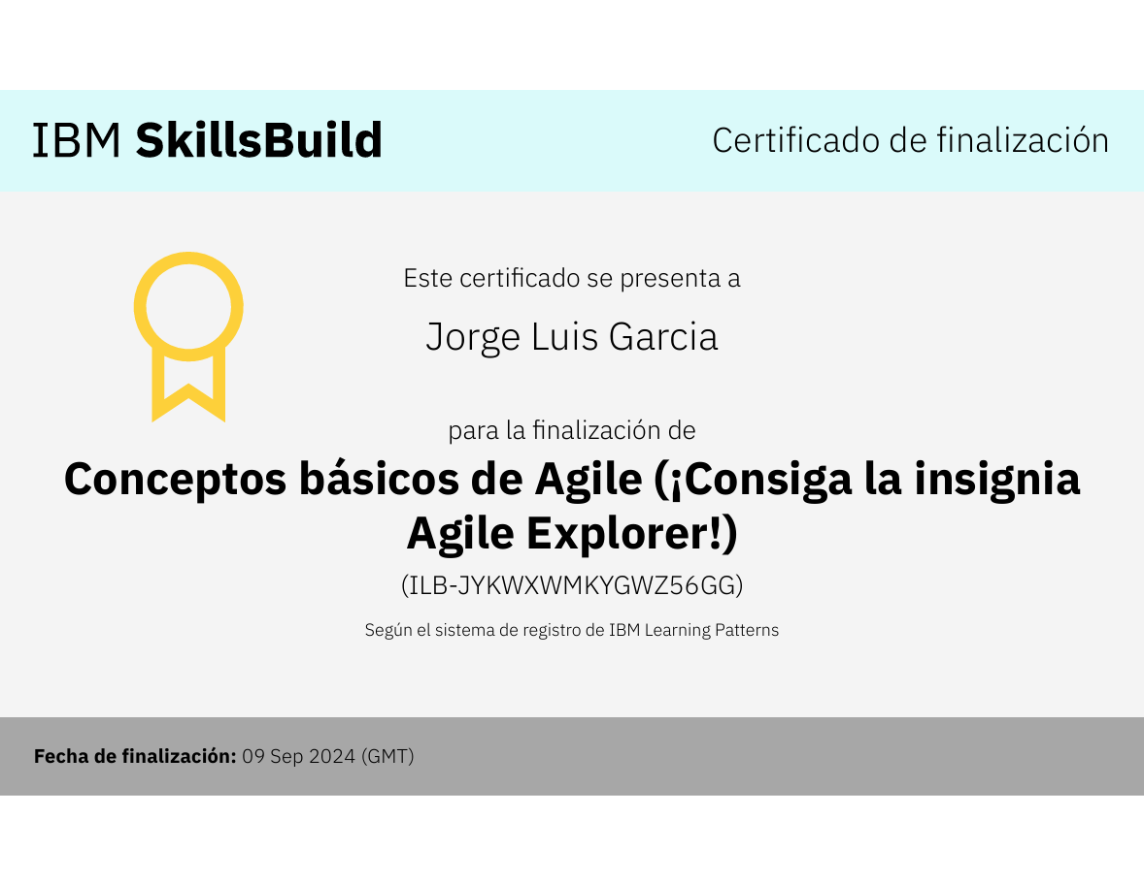 IBM SkillsBuild
Certificado de finalización
Este certificado se presenta a
Jorge Luis Garcia
para la finalización de
Conceptos básicos de Agile (¡Consiga la insignia
Agile Explorer!)
(ILB-JYKWXWMKYGWZ56GG)
Según el sistema de registro de IBM Learning Patterns
Fecha de finalización: 09 Sep 2024 (GMT)